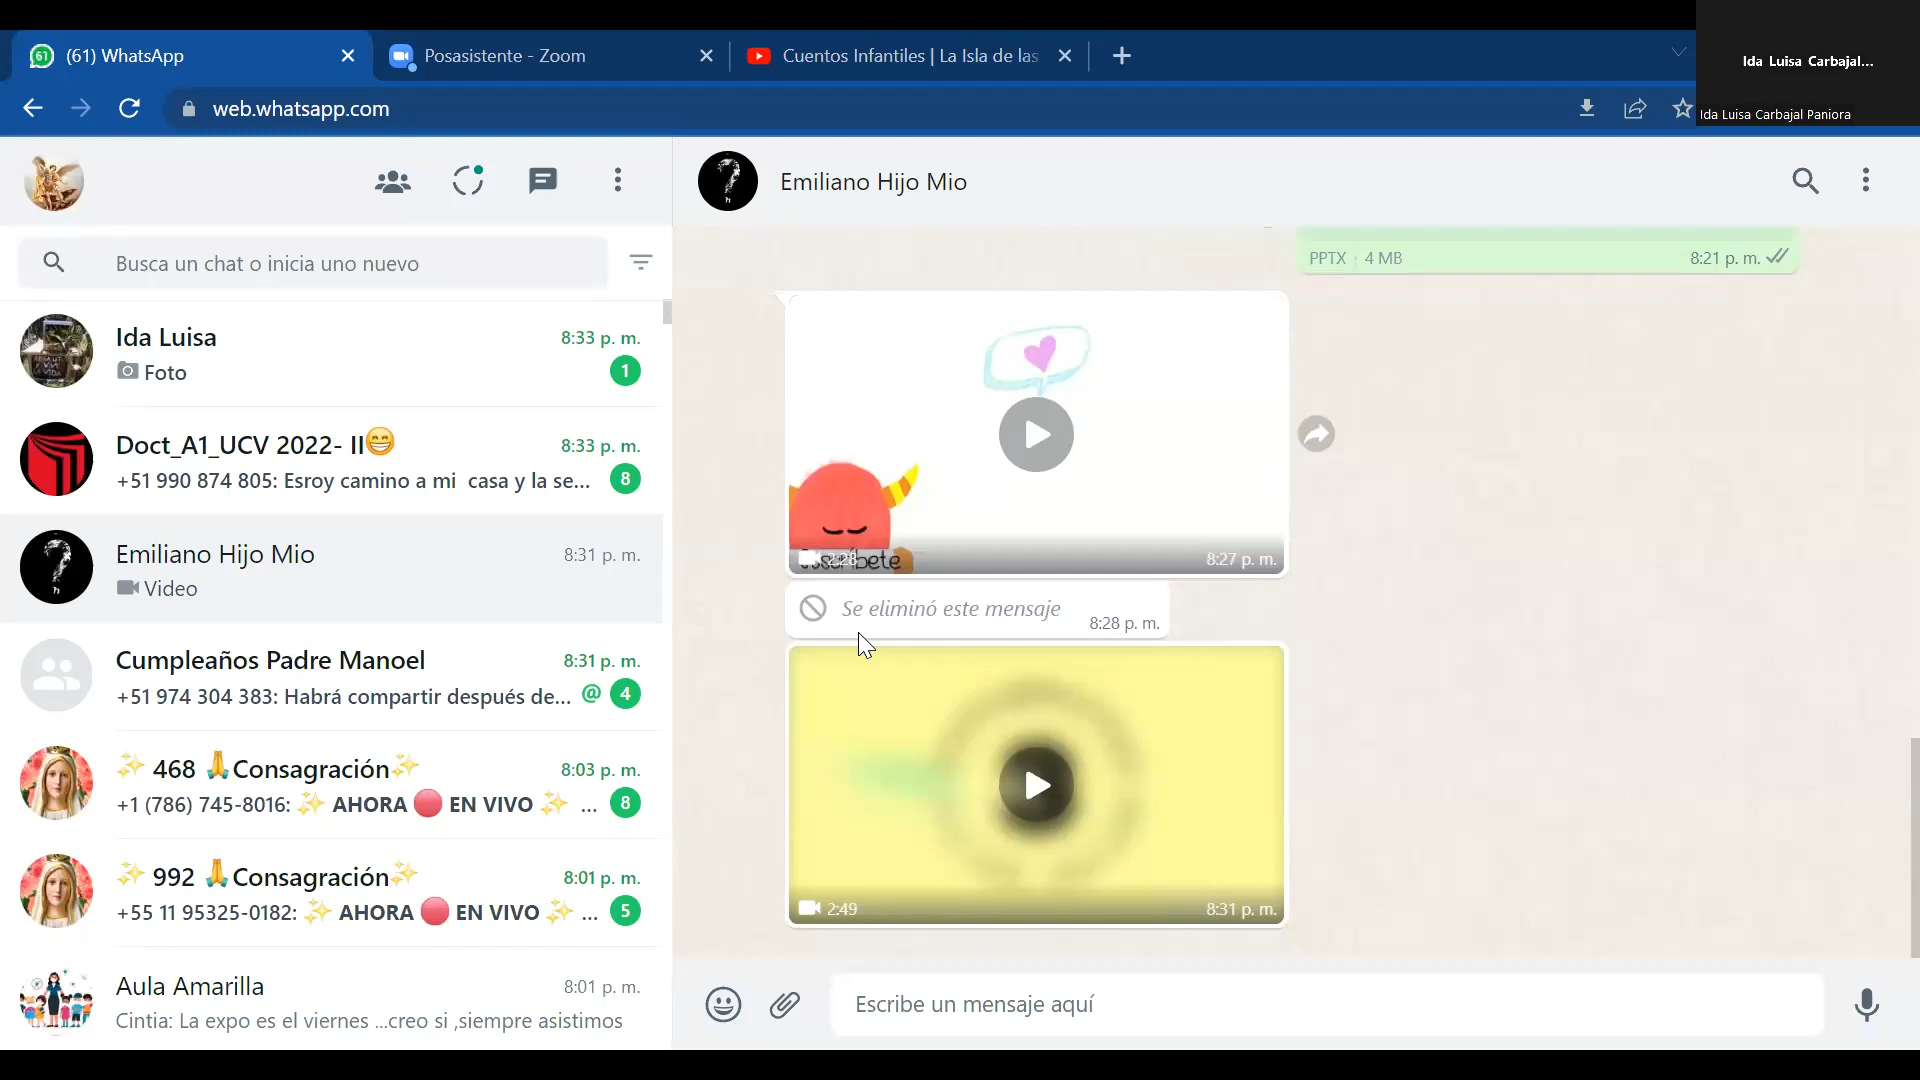 (61) WhatsApp
Posasistente - Zoom
Cuentos Infantiles | La Isla de las
Ida Luisa Carbajal...
Ida Luisa Carbajal Paniora
web.whatsapp.com
Emiliano Hijo Mio
Busca un chat o inicia uno nuevo
Ida Luisa
8:33 p. m.
Foto
1
Doct_A1_UCV 2022- II😁
8:33 p. m.
+51 990 874 805: Esroy camino a mi casa y la se...
8
Emiliano Hijo Mio
8:31 p. m.
Video
Cumpleaños Padre Manoel
8:31 p. m.
+51 974 304 383: Habrá compartir después de...
@ 4
✨ 468 🙏Consagración✨
8:03 p. m.
+1 (786) 745-8016: ✨ AHORA 🔴 EN VIVO ✨ ...
8
✨ 992 🙏Consagración✨
8:01 p. m.
+55 11 95325-0182: ✨ AHORA 🔴 EN VIVO ✨ ...
5
Aula Amarilla
8:01 p. m.
Cintia: La expo es el viernes ...creo si ,siempre asistimos
PPTX 4 MB
8:21 p. m.
2:28
8:27 p. m.
Se eliminó este mensaje
8:28 p. m.
2:49
8:31 p. m.
Escribe un mensaje aquí